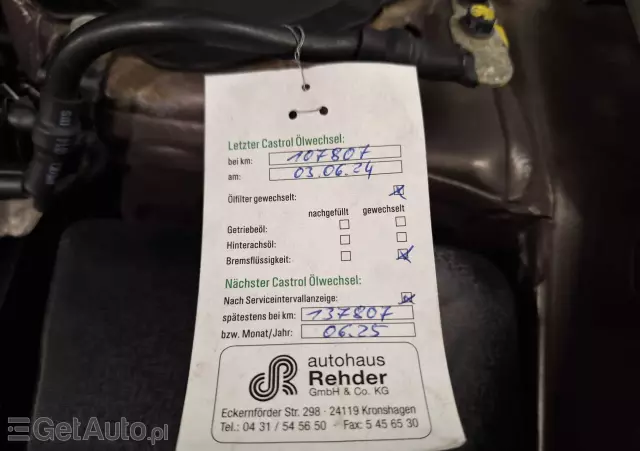 Letzter Castrol Ölwechsel:
bei km: 107807
am: 03.06.24
Ölfilter gewechselt:
nachgefüllt gewechselt
Getriebeöl:
Hinterachsöl:
Bremsflüssigkeit:
Nächster Castrol Ölwechsel:
Nach Serviceintervallanzeige:
spätestens bei km: 137807
bzw. Monat/Jahr: 06.25
autohaus
Rehder
GmbH & Co. KG
Eckernförder Str. 298 · 24119 Kronshagen
Tel.: 04 31 / 54 56 50 Fax: 5 45 65 30
GetAuto.pl